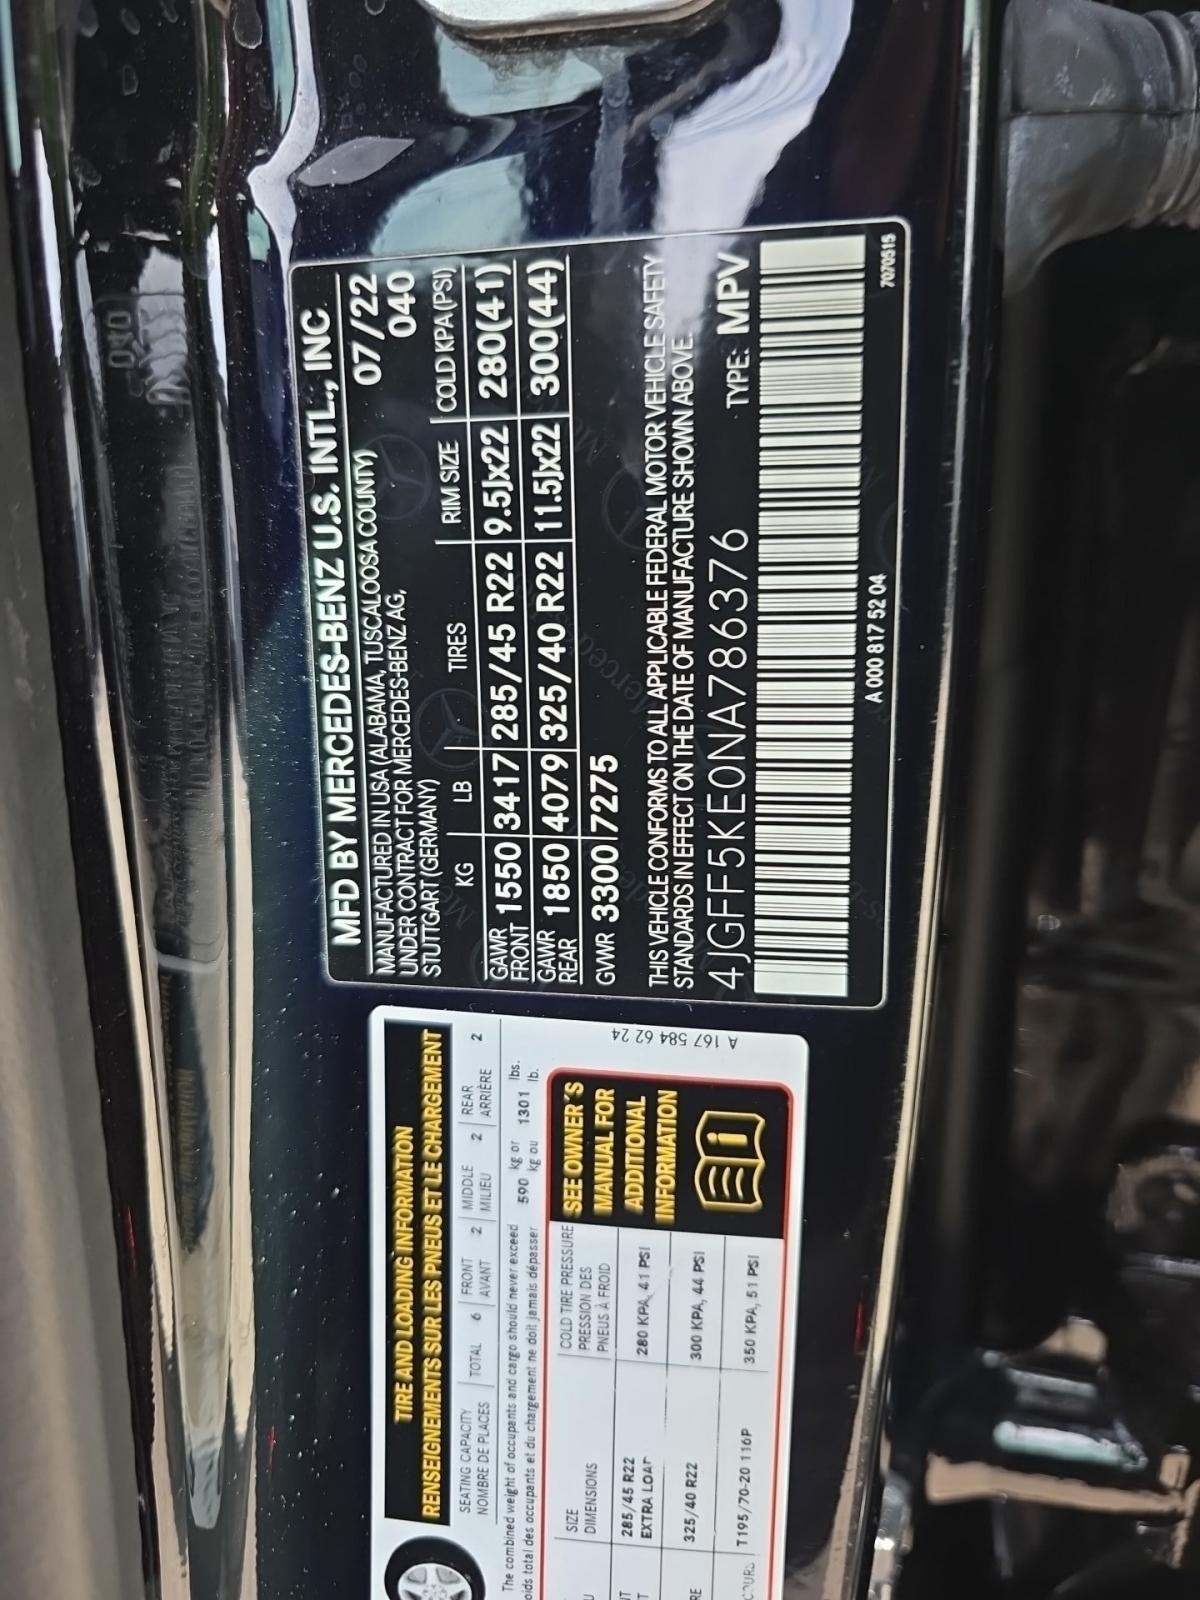 MFD BY MERCEDES-BENZ U.S. INTL., INC
MANUFACTURED IN USA (ALABAMA, TUSCALOOSA COUNTY) 07/22
UNDER CONTRACT FOR MERCEDES-BENZ AG, 040
STUTTGART (GERMANY)
KG LB TIRES RIM SIZE COLD KPA (PSI)
GAWR FRONT 1550 3417 285/45 R22 9.5Jx22 280(41)
GAWR REAR 1850 4079 325/40 R22 11.5Jx22 300(44)
GVWR 3300 7275
THIS VEHICLE CONFORMS TO ALL APPLICABLE FEDERAL MOTOR VEHICLE SAFETY
STANDARDS IN EFFECT ON THE DATE OF MANUFACTURE SHOWN ABOVE.
4JGFF5KE0NA786376 TYPE: MPV
A 000 817 52 04
7070515
TIRE AND LOADING INFORMATION
RENSEIGNEMENTS SUR LES PNEUS ET LE CHARGEMENT
SEATING CAPACITY
NOMBRE DE PLACES
TOTAL 6
FRONT
AVANT 2
MIDDLE
MILIEU 2
REAR
ARRIÈRE 2
The combined weight of occupants and cargo should never exceed 590 kg or 1301 lbs.
total des occupants et du chargement ne doit jamais dépasser kg ou lb.
SIZE
DIMENSIONS
COLD TIRE PRESSURE
PRESSION DES
PNEUS À FROID
285/45 R22
EXTRA LOAD
280 KPA, 41 PSI
325/40 R22 300 KPA, 44 PSI
T195/70-20 116P 350 KPA, 51 PSI
SEE OWNER'S
MANUAL FOR
ADDITIONAL
INFORMATION
A 167 584 62 24